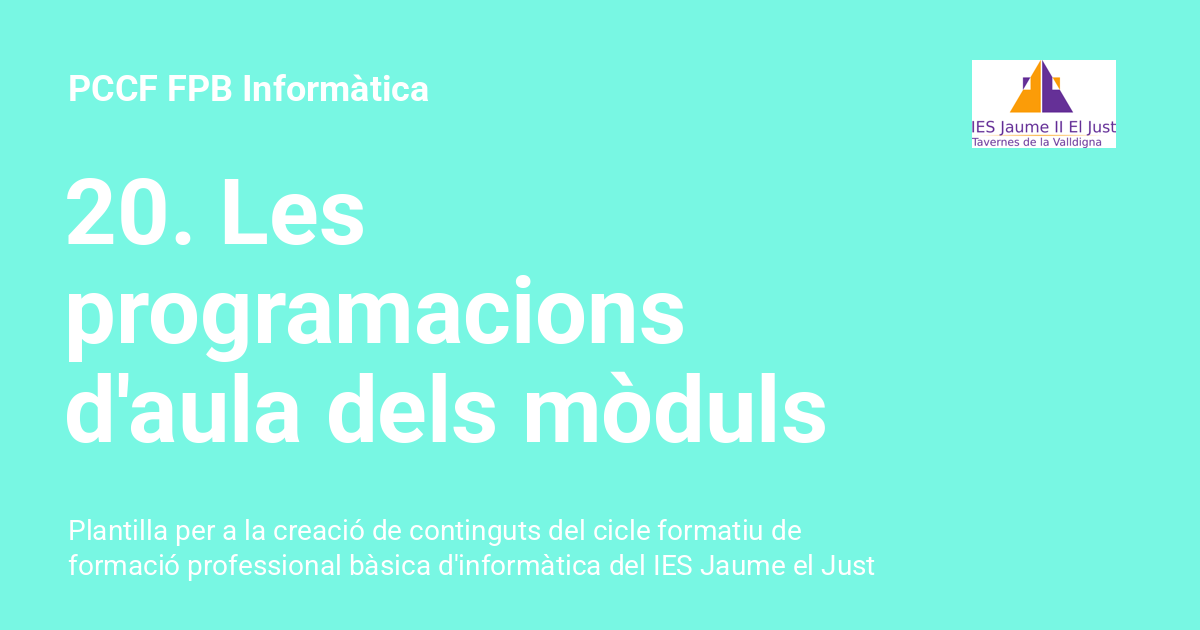 PCCF FPB Informàtica
IES Jaume II El Just
Tavernes de la Valldigna
20. Les
programacions
d'aula dels mòduls
Plantilla per a la creació de continguts del cicle formatiu de
formació professional bàsica d'informàtica del IES Jaume el Just